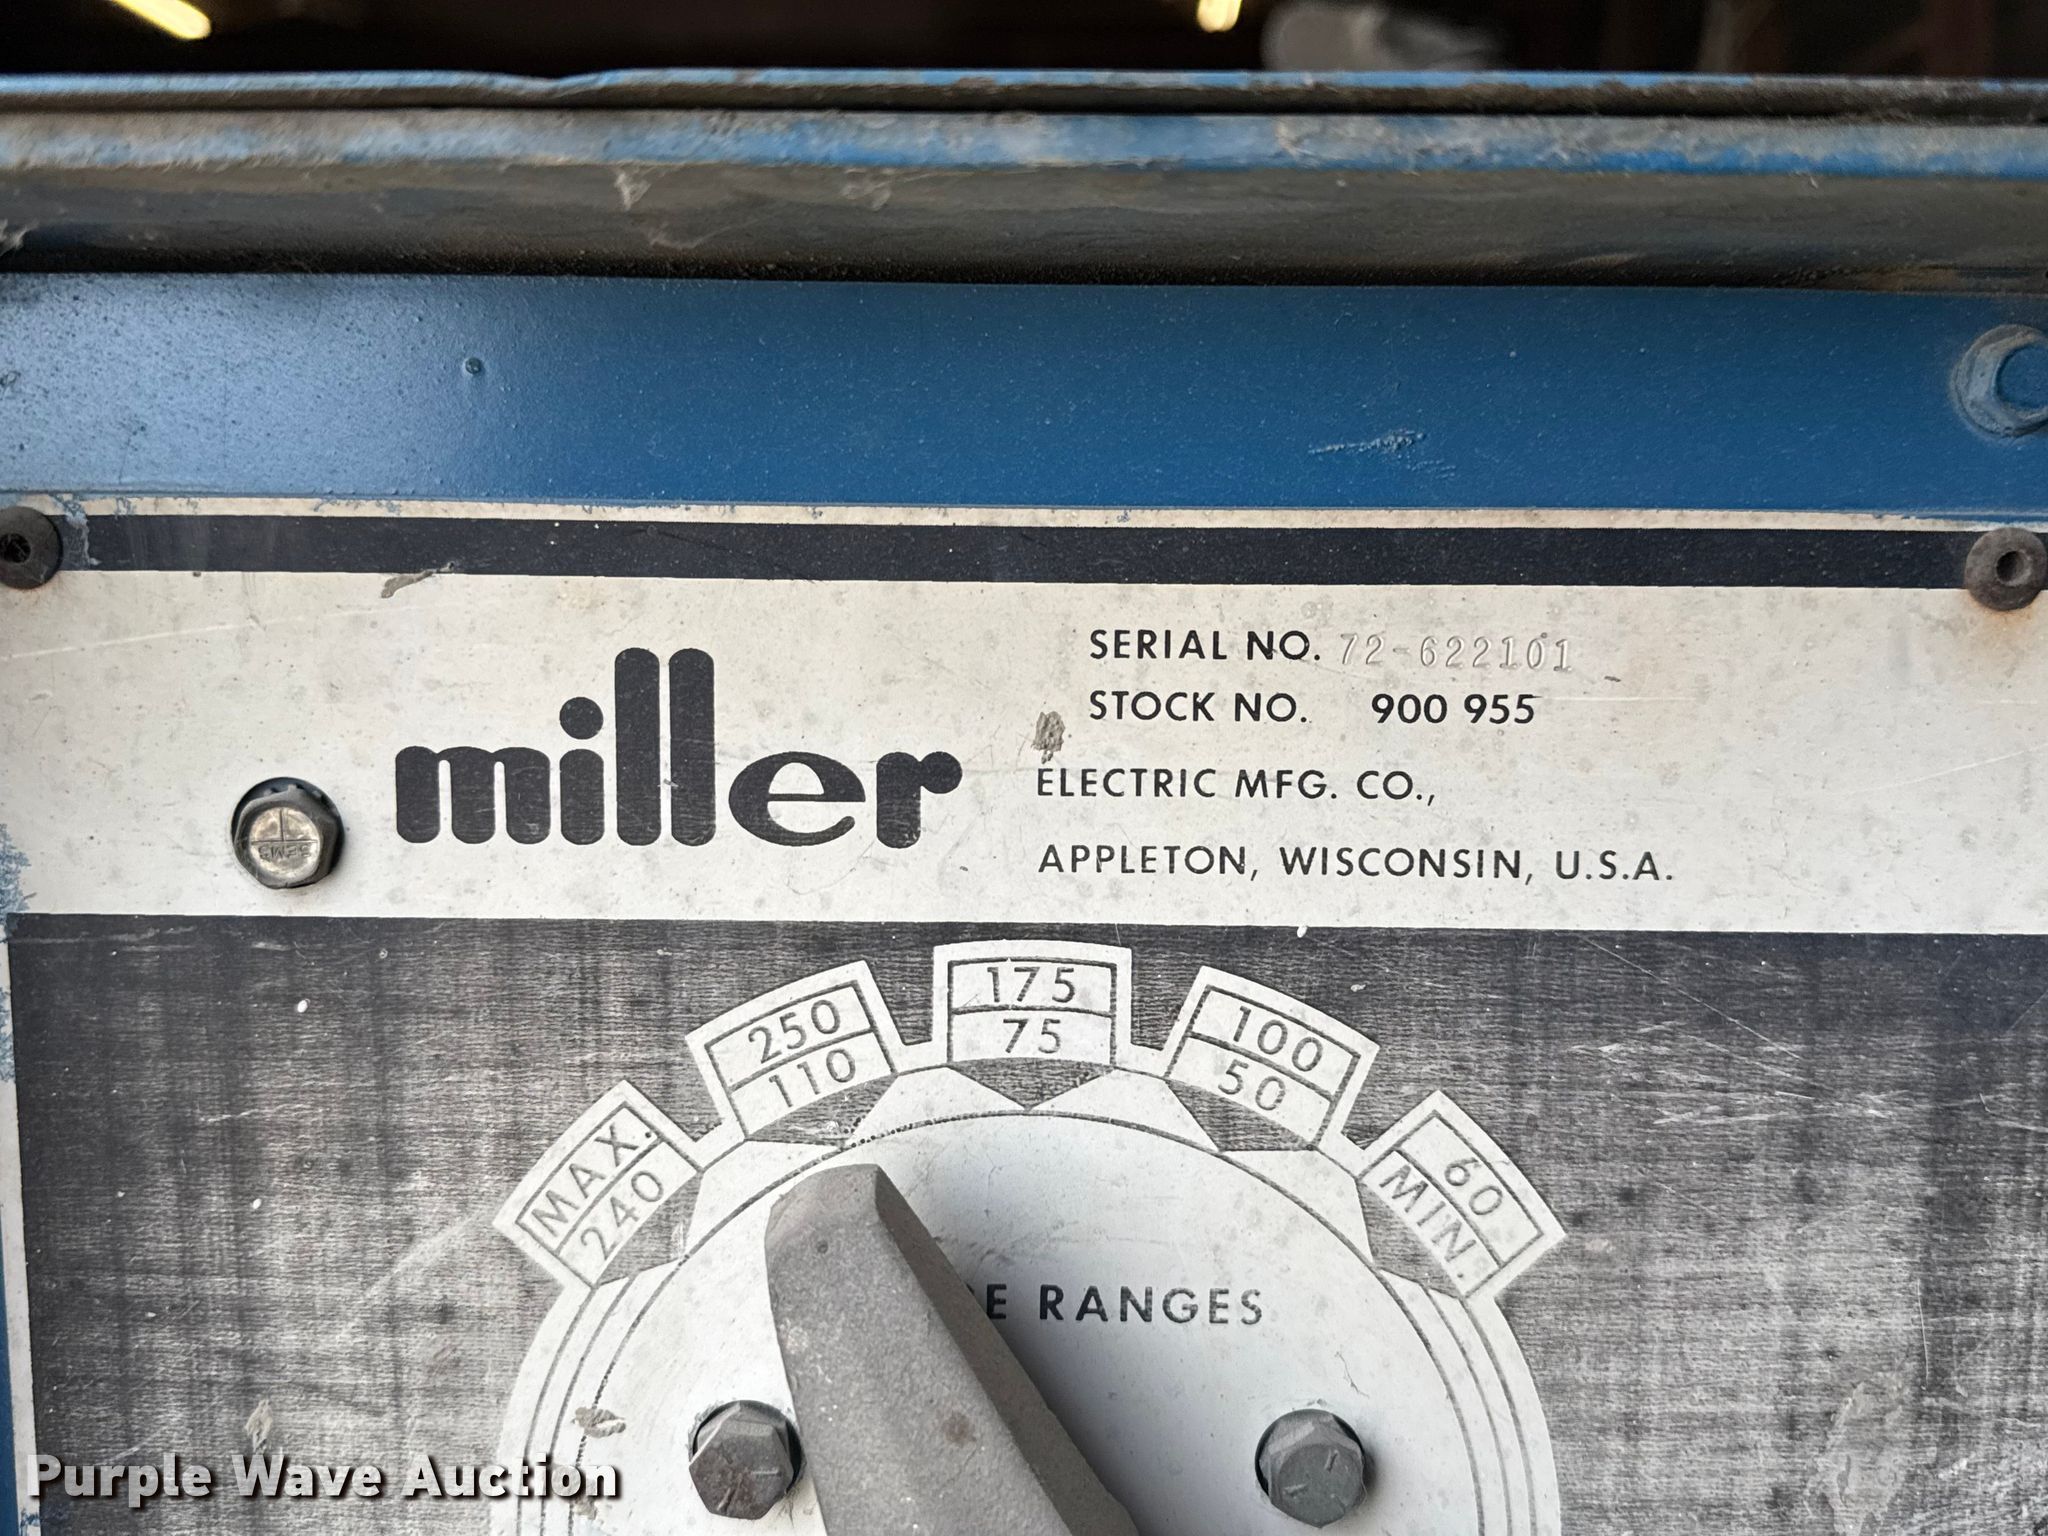 SERIAL NO. 72-622101
STOCK NO. 900 955
miller
ELECTRIC MFG. CO.,
APPLETON, WISCONSIN, U.S.A.
MAX.
240
250
110
175
75
100
50
60
MIN.
RANGES
Purple Wave Auction